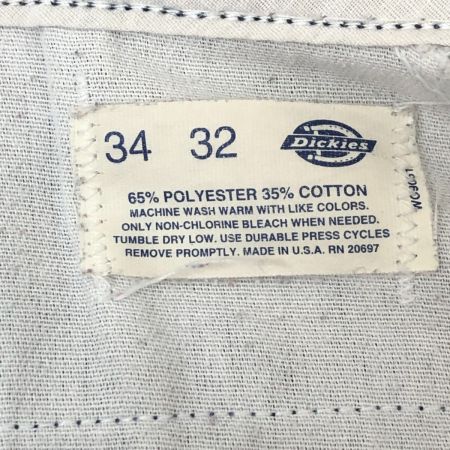 34 32 Dickies
65% POLYESTER 35% COTTON
MACHINE WASH WARM WITH LIKE COLORS.
ONLY NON-CHLORINE BLEACH WHEN NEEDED.
TUMBLE DRY LOW. USE DURABLE PRESS CYCLES
REMOVE PROMPTLY. MADE IN U.S.A. RN 20697